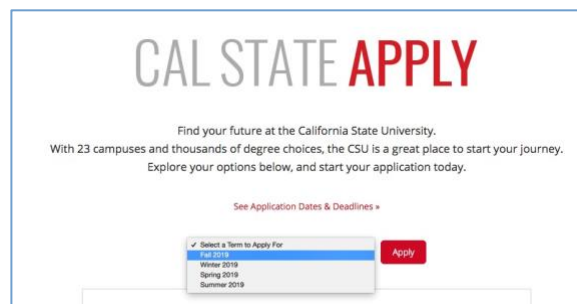 CAL STATE APPLY
Find your future at the California State University.
With 23 campuses and thousands of degree choices, the CSU is a great place to start your journey.
Explore your options below, and start your application today.
See Application Dates & Deadlines »
✓ Select a Term to Apply For
Fall 2019
Winter 2019
Spring 2019
Summer 2019
Apply